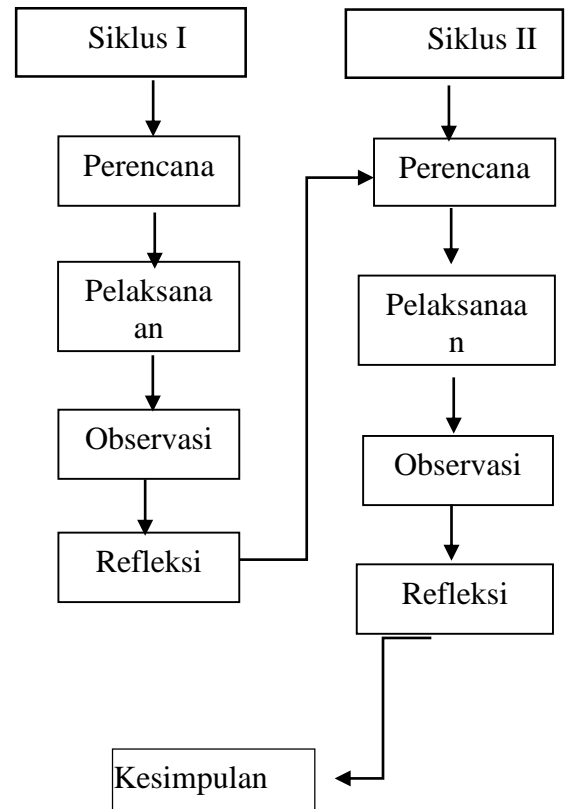 Siklus I
Perencana
Pelaksana
an
Observasi
Refleksi
Siklus II
Perencana
Pelaksanaa
n
Observasi
Refleksi
Kesimpulan